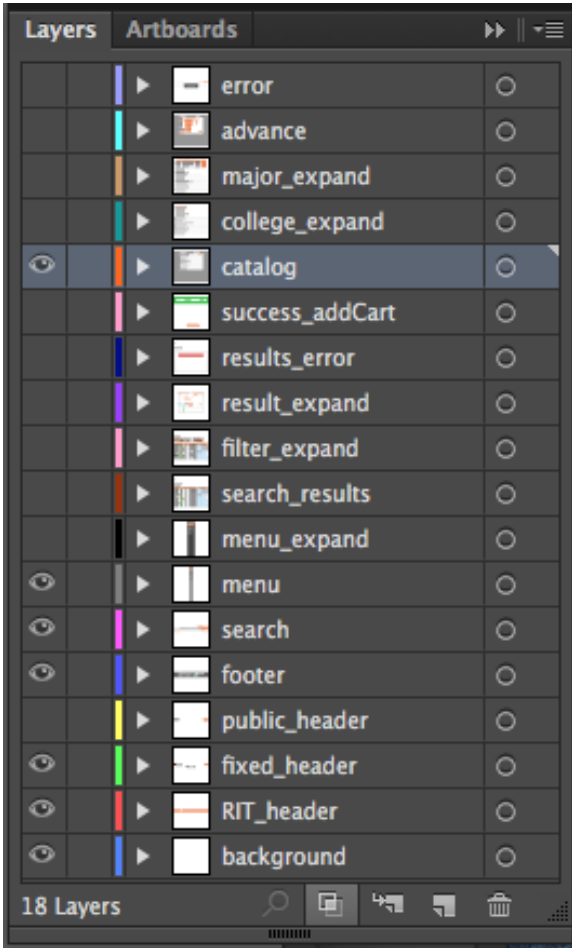 Layers Artboards
error
advance
major_expand
college_expand
catalog
success_addCart
results_error
result_expand
filter_expand
search_results
menu_expand
menu
search
footer
public_header
fixed_header
RIT_header
background
18 Layers